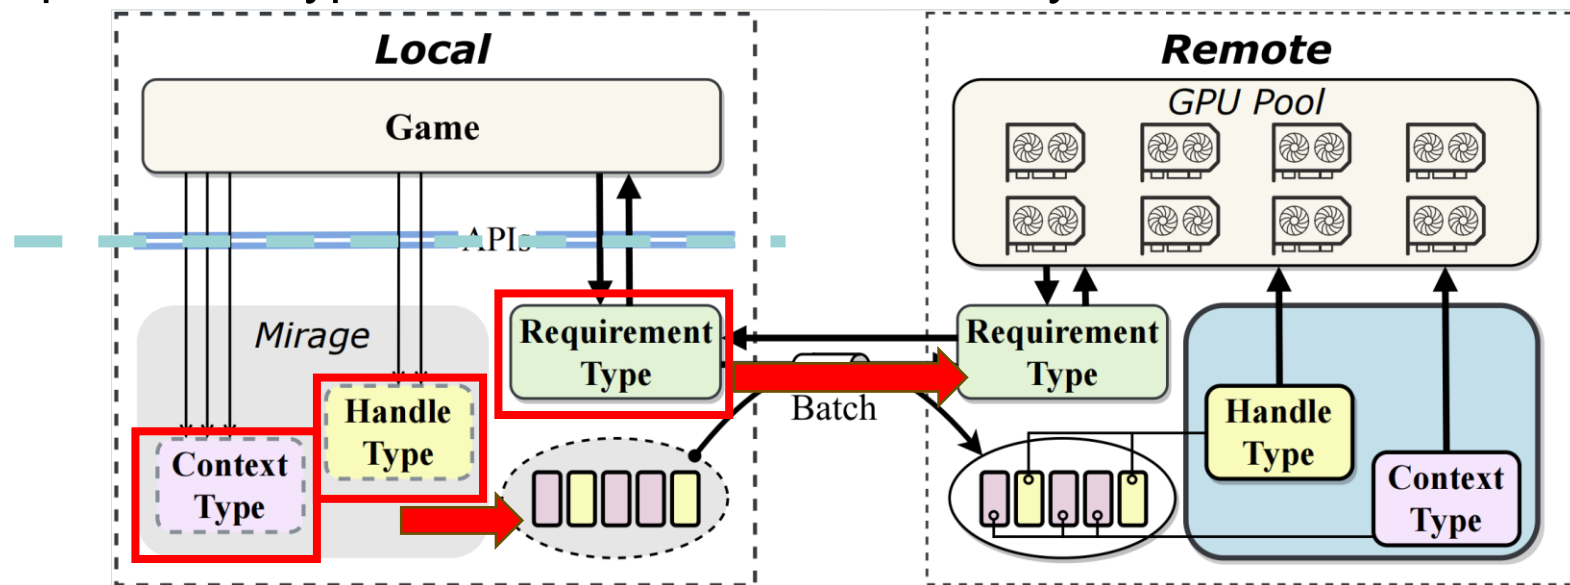 Local
Remote
Game
GPU Pool
APIs
Mirage
Requirement
Type
Requirement
Type
Handle
Type
Context
Type
Batch
Handle
Type
Context
Type